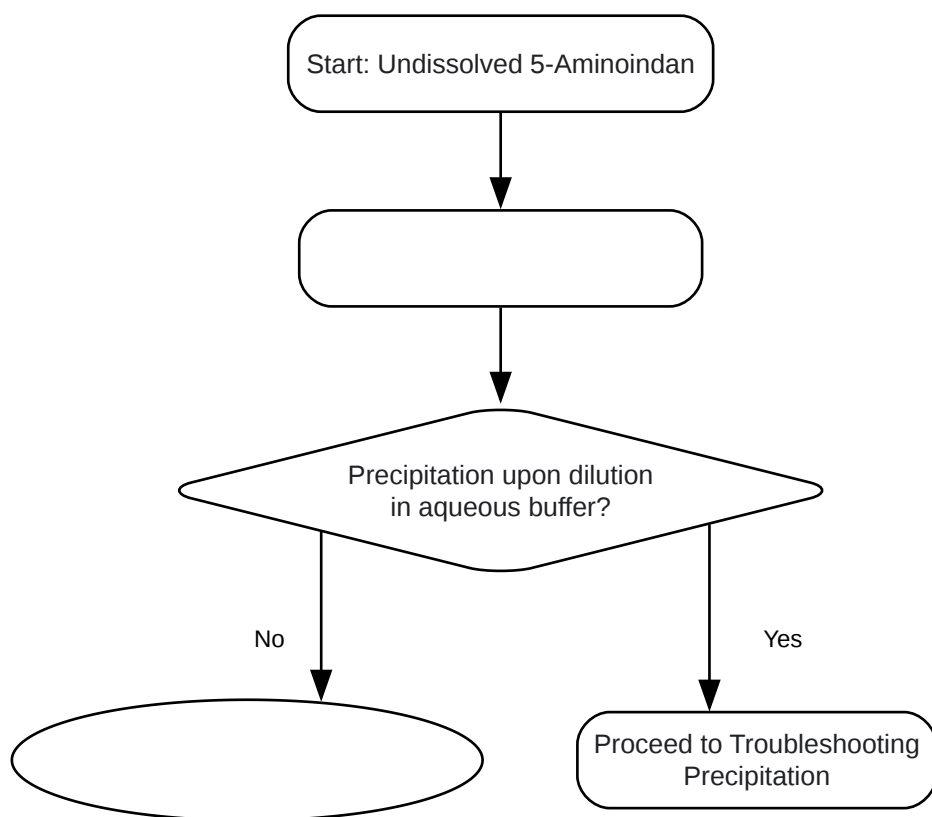 Start: Undissolved 5-Aminoindan
Precipitation upon dilution
in aqueous buffer?
No
Yes
Proceed to Troubleshooting
Precipitation